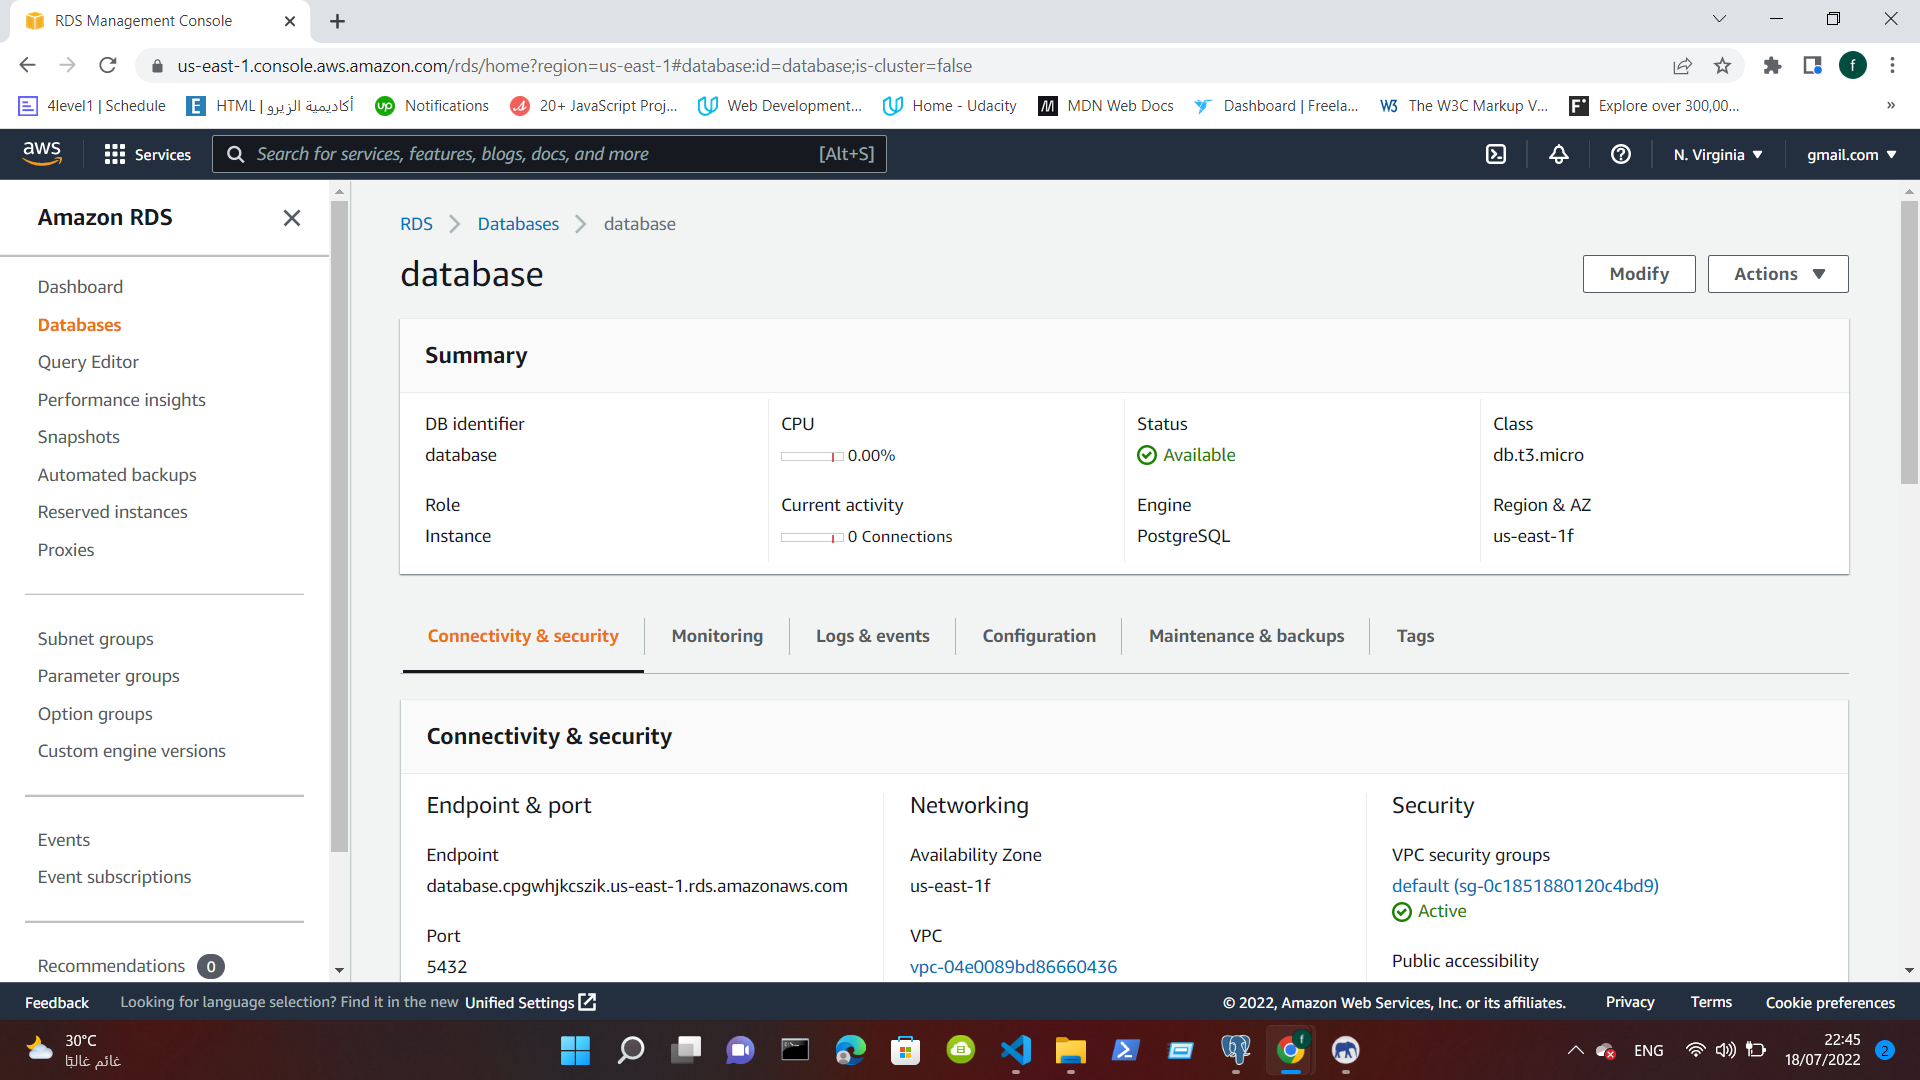 RDS Management Console
us-east-1.console.aws.amazon.com/rds/home?region=us-east-1#database:id=database;is-cluster=false
f
4level1 | Schedule
E HTML | أكاديمية الزيرو
up Notifications
20+ JavaScript Proj...
Web Development...
Home - Udacity
M MDN Web Docs
Dashboard | Freela...
W3 The W3C Markup V...
F Explore over 300,00...
»
aws
Services
Search for services, features, blogs, docs, and more [Alt+S]
N. Virginia
gmail.com
Amazon RDS
Dashboard
Databases
Query Editor
Performance insights
Snapshots
Automated backups
Reserved instances
Proxies
Subnet groups
Parameter groups
Option groups
Custom engine versions
Events
Event subscriptions
Recommendations 0
RDS Databases database
database
Modify
Actions
Summary
DB identifier
database
CPU
0.00%
Status
Available
Class
db.t3.micro
Role
Instance
Current activity
0 Connections
Engine
PostgreSQL
Region & AZ
us-east-1f
Connectivity & security
Monitoring
Logs & events
Configuration
Maintenance & backups
Tags
Connectivity & security
Endpoint & port
Endpoint
database.cpgwhjkcszik.us-east-1.rds.amazonaws.com
Port
5432
Networking
Availability Zone
us-east-1f
VPC
vpc-04e0089bd86660436
Security
VPC security groups
default (sg-0c1851880120c4bd9)
Active
Public accessibility
Feedback
Looking for language selection? Find it in the new Unified Settings
© 2022, Amazon Web Services, Inc. or its affiliates.
Privacy
Terms
Cookie preferences
30°C
غائم غالبًا
f
ENG
22:45
18/07/2022
2